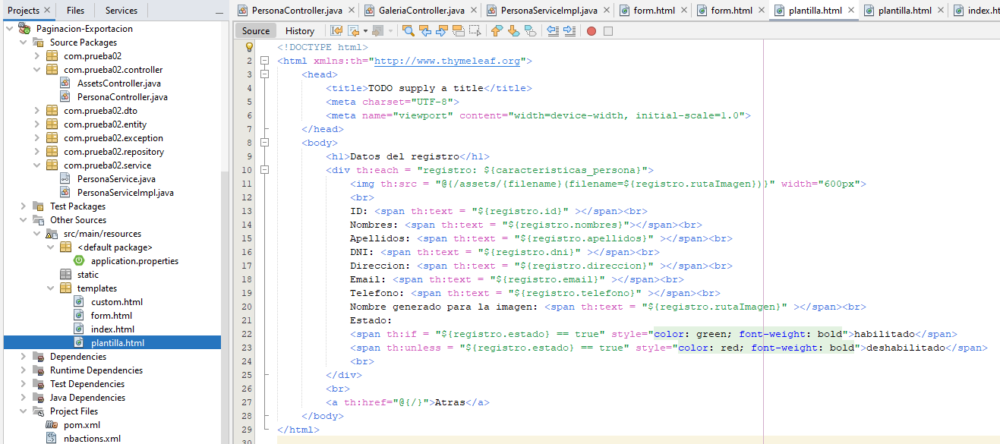 Projects Files Services
Paginacion-Exportacion
Source Packages
com.prueba02
com.prueba02.controller
AssetsController.java
PersonaController.java
com.prueba02.dto
com.prueba02.entity
com.prueba02.exception
com.prueba02.repository
com.prueba02.service
PersonaService.java
PersonaServiceImpl.java
Test Packages
Other Sources
src/main/resources
<default package>
application.properties
static
templates
custom.html
form.html
index.html
plantilla.html
Dependencies
Runtime Dependencies
Test Dependencies
Java Dependencies
Project Files
pom.xml
nbactions.xml
PersonaController.java GaleriaController.java PersonaServiceImpl.java form.html form.html plantilla.html plantilla.html index.ht
Source History
<!DOCTYPE html>
2 <html xmlns:th="http://www.thymeleaf.org">
3 <head>
4 <title>TODO supply a title</title>
5 <meta charset="UTF-8">
6 <meta name="viewport" content="width=device-width, initial-scale=1.0">
7 </head>
8 <body>
9 <h1>Datos del registro</h1>
10 <div th:each = "registro: ${caracteristicas_persona}">
11 <img th:src = "@{/assets/{filename}(filename=${registro.rutaImagen})}" width="600px">
12 <br>
13 ID: <span th:text = "${registro.id}" ></span><br>
14 Nombres: <span th:text = "${registro.nombres}"></span><br>
15 Apellidos: <span th:text = "${registro.apellidos}" ></span><br>
16 DNI: <span th:text = "${registro.dni}" ></span><br>
17 Direccion: <span th:text = "${registro.direccion}" ></span><br>
18 Email: <span th:text = "${registro.email}" ></span><br>
19 Telefono: <span th:text = "${registro.telefono}" ></span><br>
20 Nombre generado para la imagen: <span th:text = "${registro.rutaImagen}" ></span><br>
21 Estado:
22 <span th:if = "${registro.estado} == true" style="color: green; font-weight: bold">habilitado</span>
23 <span th:unless = "${registro.estado} == true" style="color: red; font-weight: bold">deshabilitado</span>
24 <br>
25 </div>
26 <br>
27 <a th:href="@{/}">Atras</a>
28 </body>
29 </html>
30